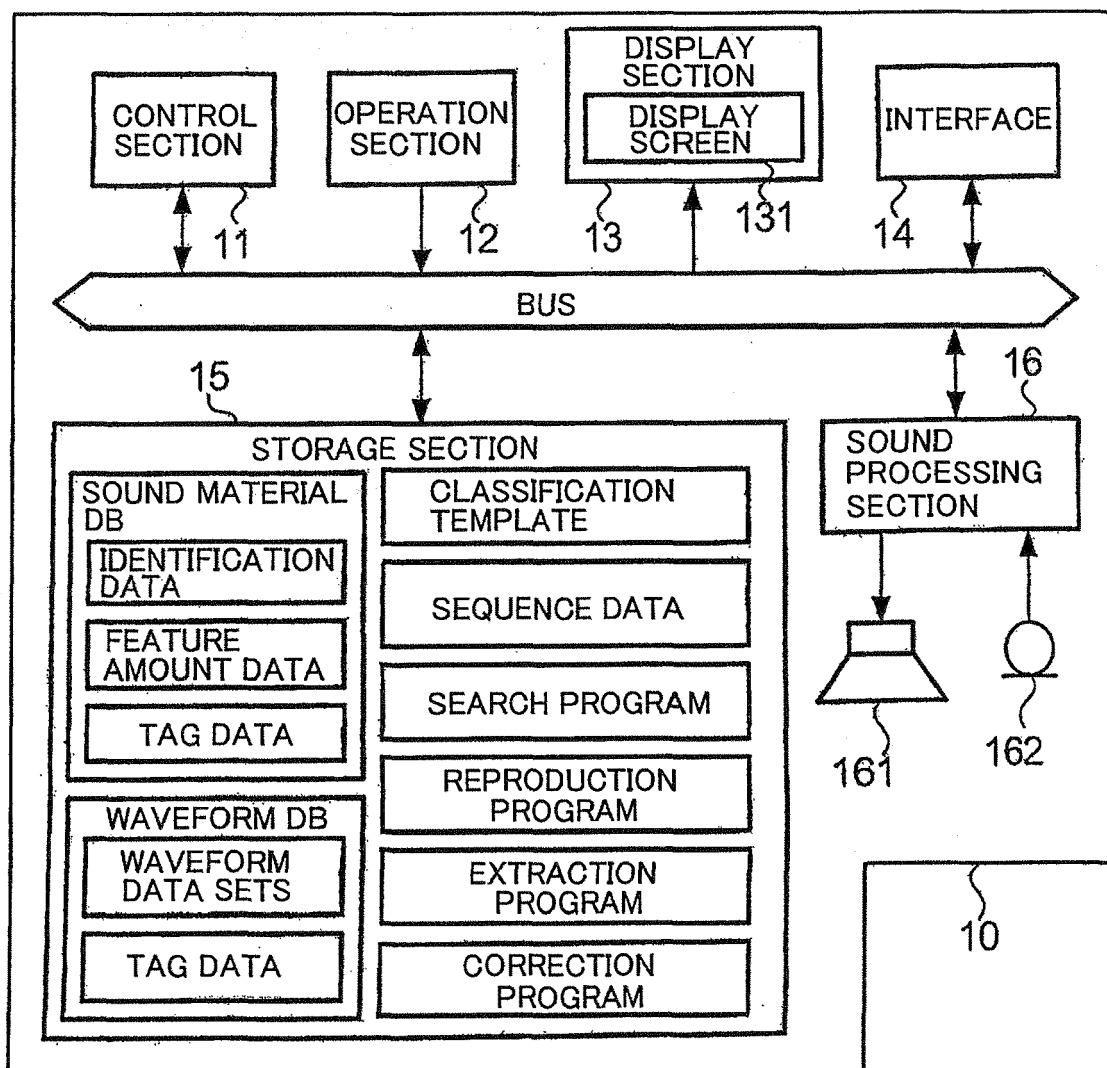 CONTROL
SECTION
11
OPERATION
SECTION
12
DISPLAY
SECTION
DISPLAY
SCREEN
13
131
INTERFACE
14
BUS
15
STORAGE SECTION
SOUND MATERIAL
DB
IDENTIFICATION
DATA
FEATURE
AMOUNT DATA
TAG DATA
WAVEFORM DB
WAVEFORM
DATA SETS
TAG DATA
CLASSIFICATION
TEMPLATE
SEQUENCE DATA
SEARCH PROGRAM
REPRODUCTION
PROGRAM
EXTRACTION
PROGRAM
CORRECTION
PROGRAM
16
SOUND
PROCESSING
SECTION
161
162
10